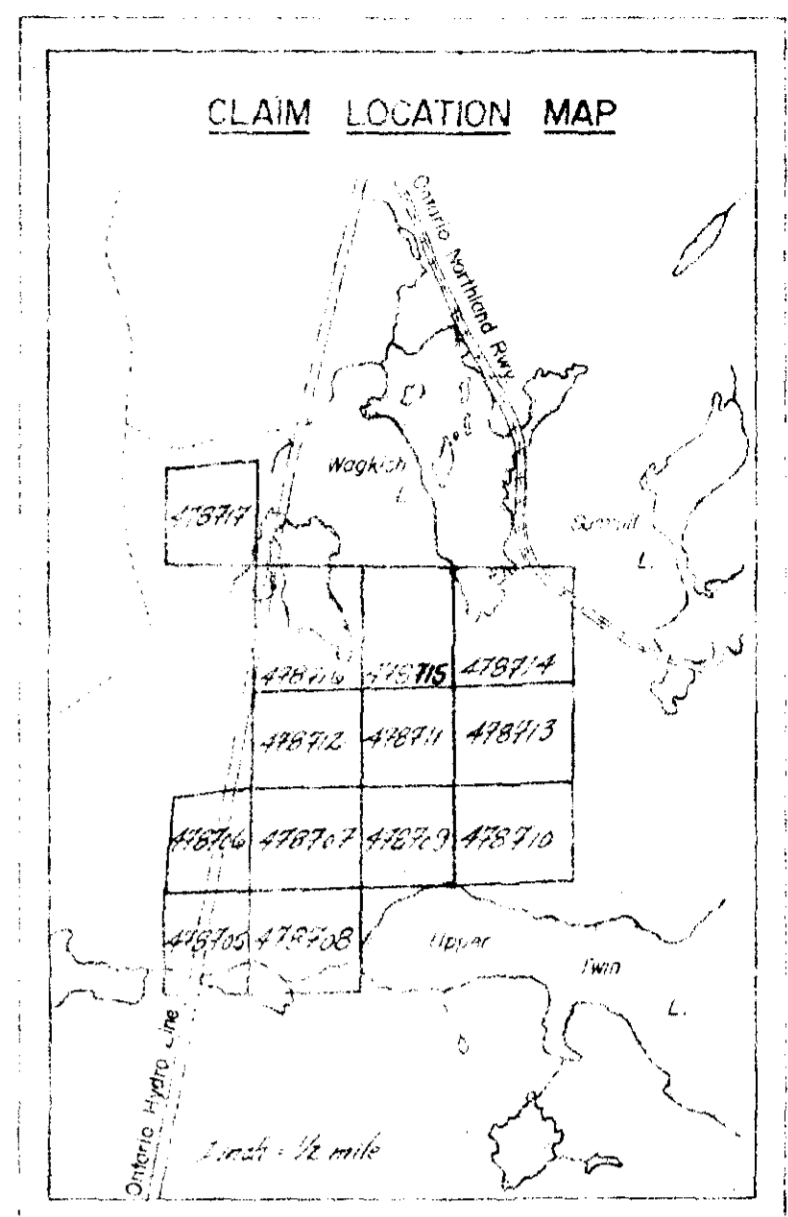 CLAIM LOCATION MAP
Ontario Northland Rwy
Wagkich
L.
478717
Summit
L.
478716 478715 478714
478712 478711 478713
478706 478707 478709 478710
478705 478708
Upper
Twin
L.
Ontario Hydro Line
1 inch = 1/2 mile